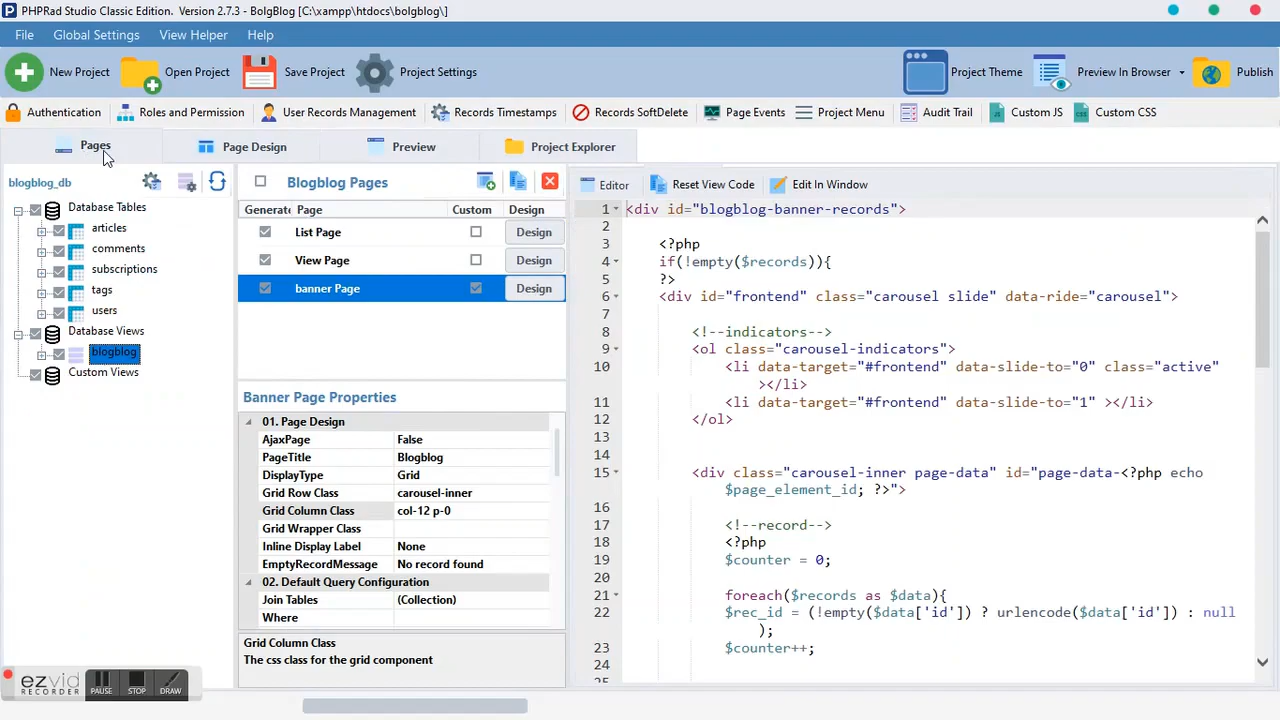 PHPRad Studio Classic Edition. Version 2.7.3 - BolgBlog [C:\xampp\htdocs\bolgblog\]
File Global Settings View Helper Help
New Project Open Project Save Project Project Settings Project Theme Preview In Browser Publish
Authentication Roles and Permission User Records Management Records Timestamps Records SoftDelete Page Events Project Menu Audit Trail Custom JS Custom CSS
Pages Page Design Preview Project Explorer
blogblog_db
Database Tables
articles
comments
subscriptions
tags
users
Database Views
blogblog
Custom Views
Blogblog Pages
Generate Page Custom Design
List Page Design
View Page Design
banner Page Design
Banner Page Properties
01. Page Design
AjaxPage False
PageTitle Blogblog
DisplayType Grid
Grid Row Class carousel-inner
Grid Column Class col-12 p-0
Grid Wrapper Class
Inline Display Label None
EmptyRecordMessage No record found
02. Default Query Configuration
Join Tables (Collection)
Where
Grid Column Class
The css class for the grid component
Editor Reset View Code Edit In Window
1 <div id="blogblog-banner-records">
2
3 <?php
4 if(!empty($records)){
5 ?>
6 <div id="frontend" class="carousel slide" data-ride="carousel">
7
8 <!--indicators-->
9 <ol class="carousel-indicators">
10 <li data-target="#frontend" data-slide-to="0" class="active"
></li>
11 <li data-target="#frontend" data-slide-to="1" ></li>
12 </ol>
13
14
15 <div class="carousel-inner page-data" id="page-data-<?php echo
$page_element_id; ?>">
16
17 <!--record-->
18 <?php
19 $counter = 0;
20
21 foreach($records as $data){
22 $rec_id = (!empty($data['id']) ? urlencode($data['id']) : null
);
23 $counter++;
24
25
ezvid
RECORDER
PAUSE STOP DRAW